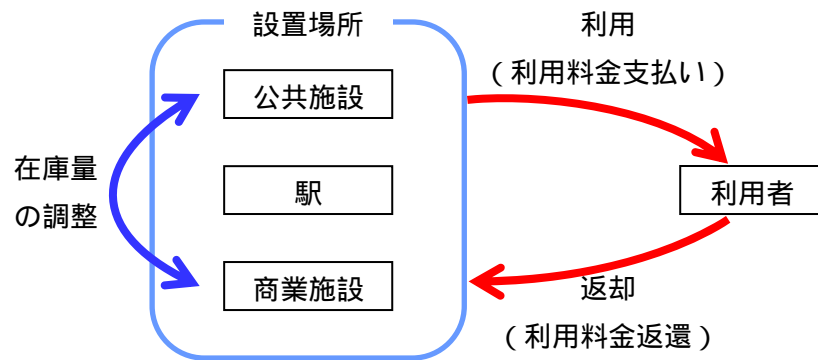 設置場所
公共施設
駅
商業施設
在庫量
の調整
利用
(利用料金支払い)
利用者
返却
(利用料金返還)